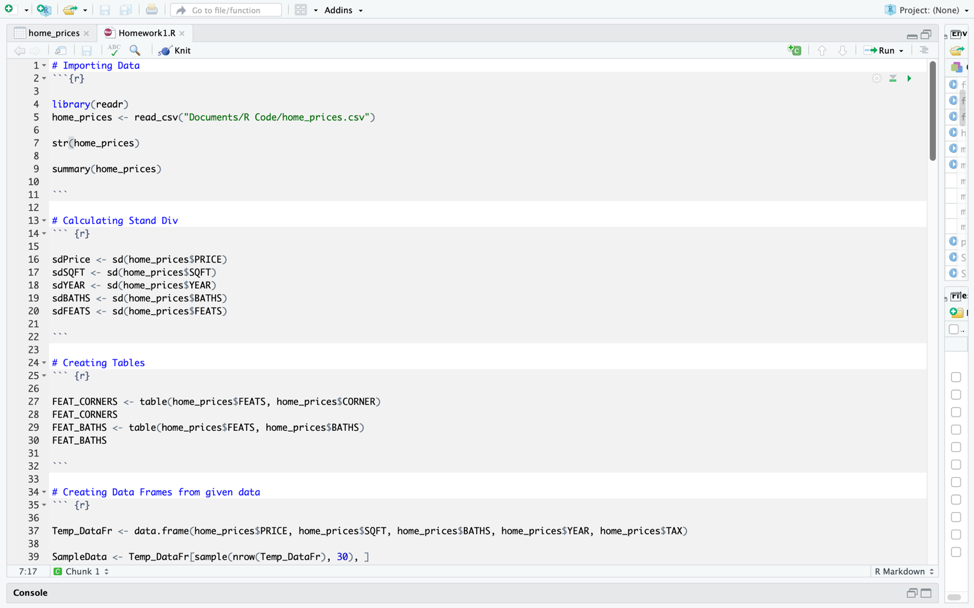 Go to file/function
Addins
Project: (None)
home_prices
Homework1.R
ABC
Knit
Run
1 # Importing Data
2 ```{r}
3
4 library(readr)
5 home_prices <- read_csv("Documents/R Code/home_prices.csv")
6
7 str(home_prices)
8
9 summary(home_prices)
10
11 ```
12
13 # Calculating Stand Div
14 ``` {r}
15
16 sdPrice <- sd(home_prices$PRICE)
17 sdSQFT <- sd(home_prices$SQFT)
18 sdYEAR <- sd(home_prices$YEAR)
19 sdBATHS <- sd(home_prices$BATHS)
20 sdFEATS <- sd(home_prices$FEATS)
21
22 ```
23
24 # Creating Tables
25 ``` {r}
26
27 FEAT_CORNERS <- table(home_prices$FEATS, home_prices$CORNER)
28 FEAT_CORNERS
29 FEAT_BATHS <- table(home_prices$FEATS, home_prices$BATHS)
30 FEAT_BATHS
31
32 ```
33
34 # Creating Data Frames from given data
35 ``` {r}
36
37 Temp_DataFr <- data.frame(home_prices$PRICE, home_prices$SQFT, home_prices$BATHS, home_prices$YEAR, home_prices$TAX)
38
39 SampleData <- Temp_DataFr[sample(nrow(Temp_DataFr), 30), ]
7:17 Chunk 1 R Markdown
Console